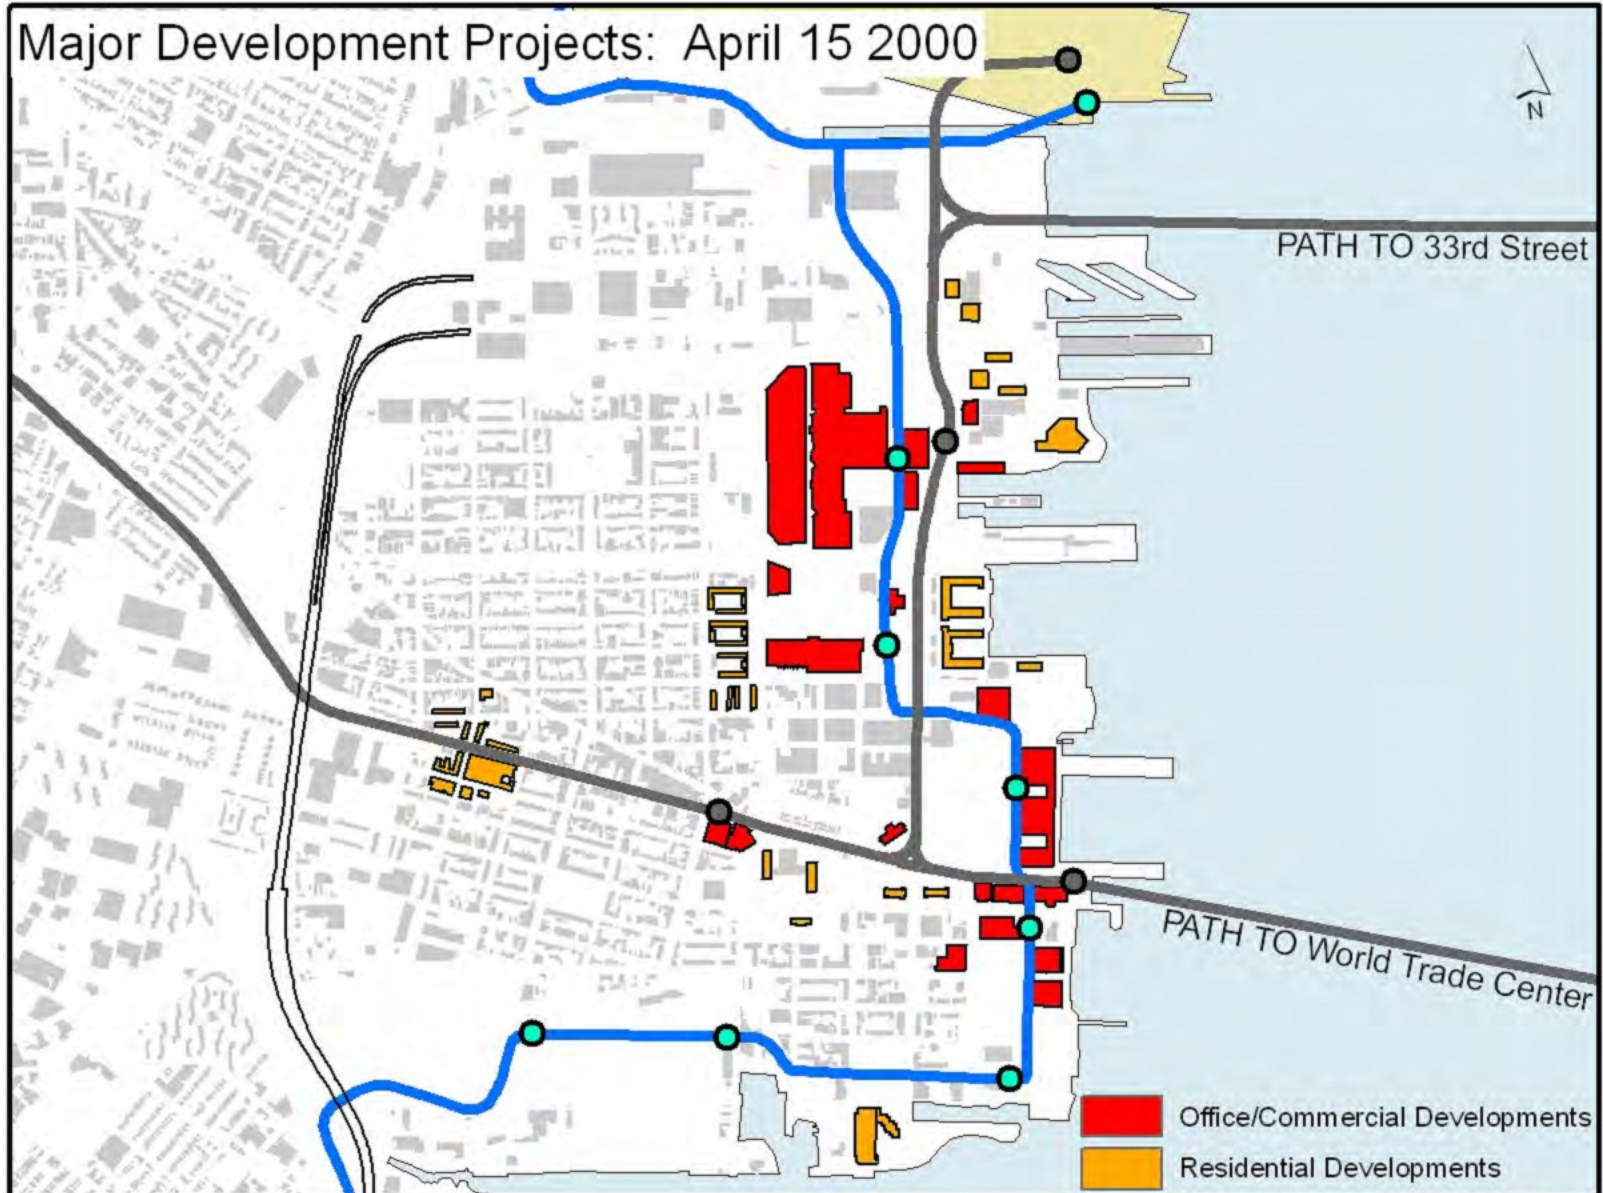 Major Development Projects: April 15 2000
N
PATH TO 33rd Street
PATH TO World Trade Center
Office/Commercial Developments
Residential Developments